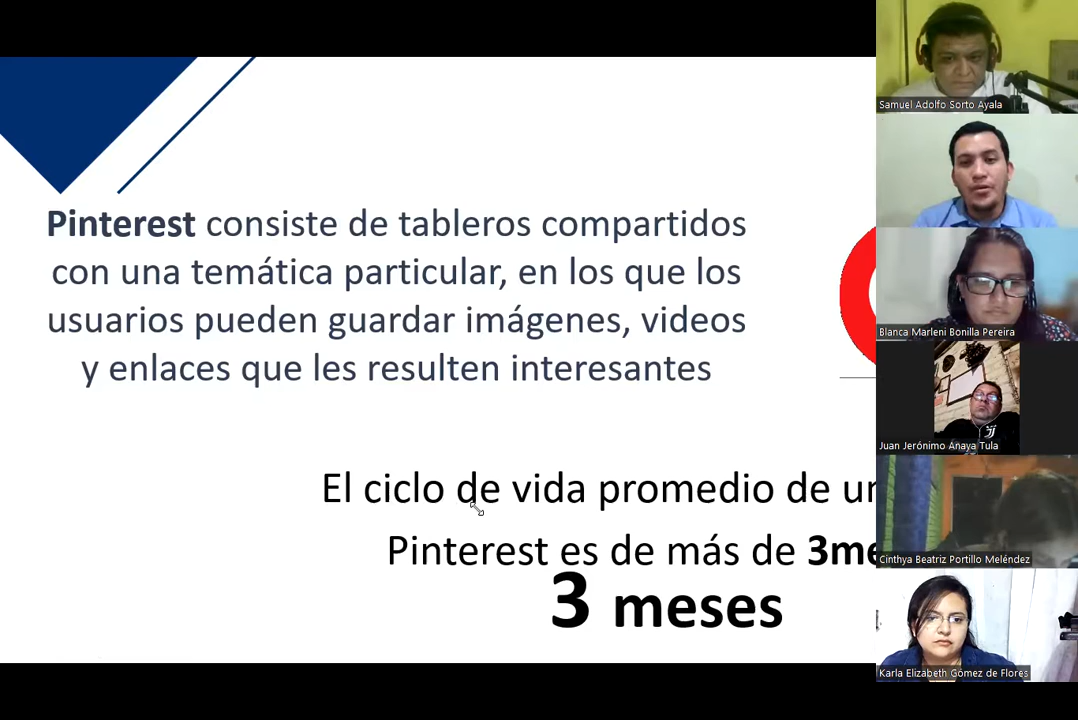 Pinterest consiste de tableros compartidos
con una temática particular, en los que los
usuarios pueden guardar imágenes, videos
y enlaces que les resulten interesantes
El ciclo de vida promedio de
Pinterest es de más de
3 meses
Samuel Adolfo Sorto Ayala
Blanca Marleni Bonilla Pereira
Juan Jerónimo Anaya Tula
Cinthya Beatriz Portillo Meléndez
Karla Elizabeth Gómez de Flores